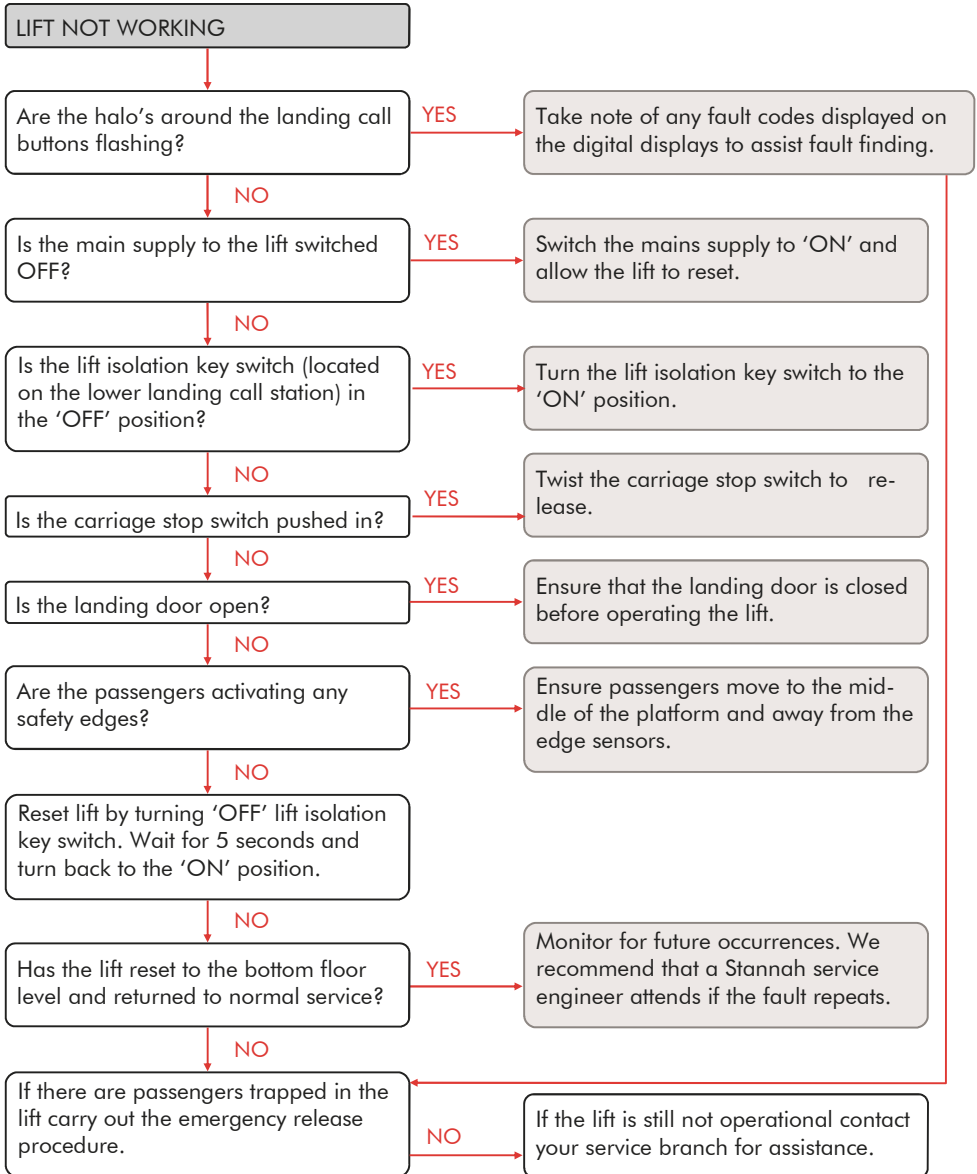 LIFT NOT WORKING
Are the halo's around the landing call
buttons flashing?
YES
Take note of any fault codes displayed on
the digital displays to assist fault finding.
NO
Is the main supply to the lift switched
OFF?
YES
Switch the mains supply to ‘ON’ and
allow the lift to reset.
NO
Is the lift isolation key switch (located
on the lower landing call station) in
the ‘OFF’ position?
YES
Turn the lift isolation key switch to the
‘ON’ position.
NO
Is the carriage stop switch pushed in?
YES
Twist the carriage stop switch to re-
lease.
NO
Is the landing door open?
YES
Ensure that the landing door is closed
before operating the lift.
NO
Are the passengers activating any
safety edges?
YES
Ensure passengers move to the mid-
dle of the platform and away from the
edge sensors.
NO
Reset lift by turning ‘OFF’ lift isolation
key switch. Wait for 5 seconds and
turn back to the ‘ON’ position.
NO
Has the lift reset to the bottom floor
level and returned to normal service?
YES
Monitor for future occurrences. We
recommend that a Stannah service
engineer attends if the fault repeats.
NO
If there are passengers trapped in the
lift carry out the emergency release
procedure.
NO
If the lift is still not operational contact
your service branch for assistance.